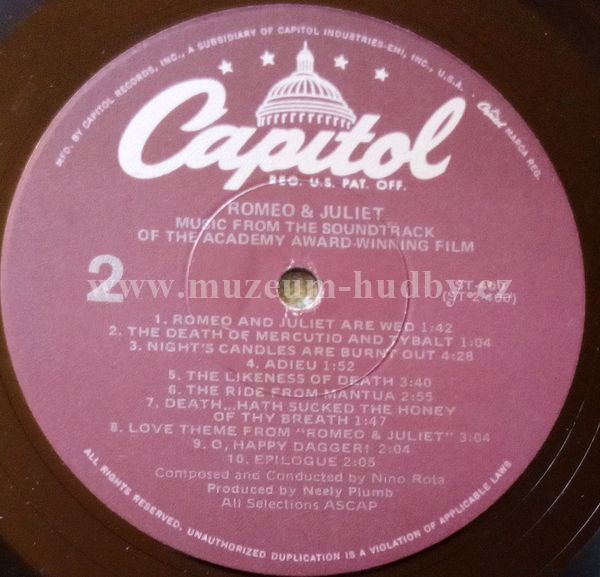 MFD. BY CAPITOL RECORDS, INC., A SUBSIDIARY OF CAPITOL INDUSTRIES-EMI, INC., U.S.A.
Capitol MARCA REG.
Capitol
REG. U.S. PAT. OFF.
ROMEO & JULIET
MUSIC FROM THE SOUNDTRACK
OF THE ACADEMY AWARD-WINNING FILM
2
www.muzeum-hudby.cz
(ST-2-400)
1. ROMEO AND JULIET ARE WED 1:42
2. THE DEATH OF MERCUTIO AND TYBALT 1:04
3. NIGHT'S CANDLES ARE BURNT OUT 4:28
4. ADIEU 1:52
5. THE LIKENESS OF DEATH 3:40
6. THE RIDE FROM MANTUA 2:55
7. DEATH...HATH SUCKED THE HONEY
OF THY BREATH 1:47
8. LOVE THEME FROM "ROMEO & JULIET" 3:04
9. O, HAPPY DAGGER! 2:04
10. EPILOGUE 2:05
Composed and Conducted by Nino Rota
Produced by Neely Plumb
All Selections ASCAP
ALL RIGHTS RESERVED, UNAUTHORIZED DUPLICATION IS A VIOLATION OF APPLICABLE LAWS